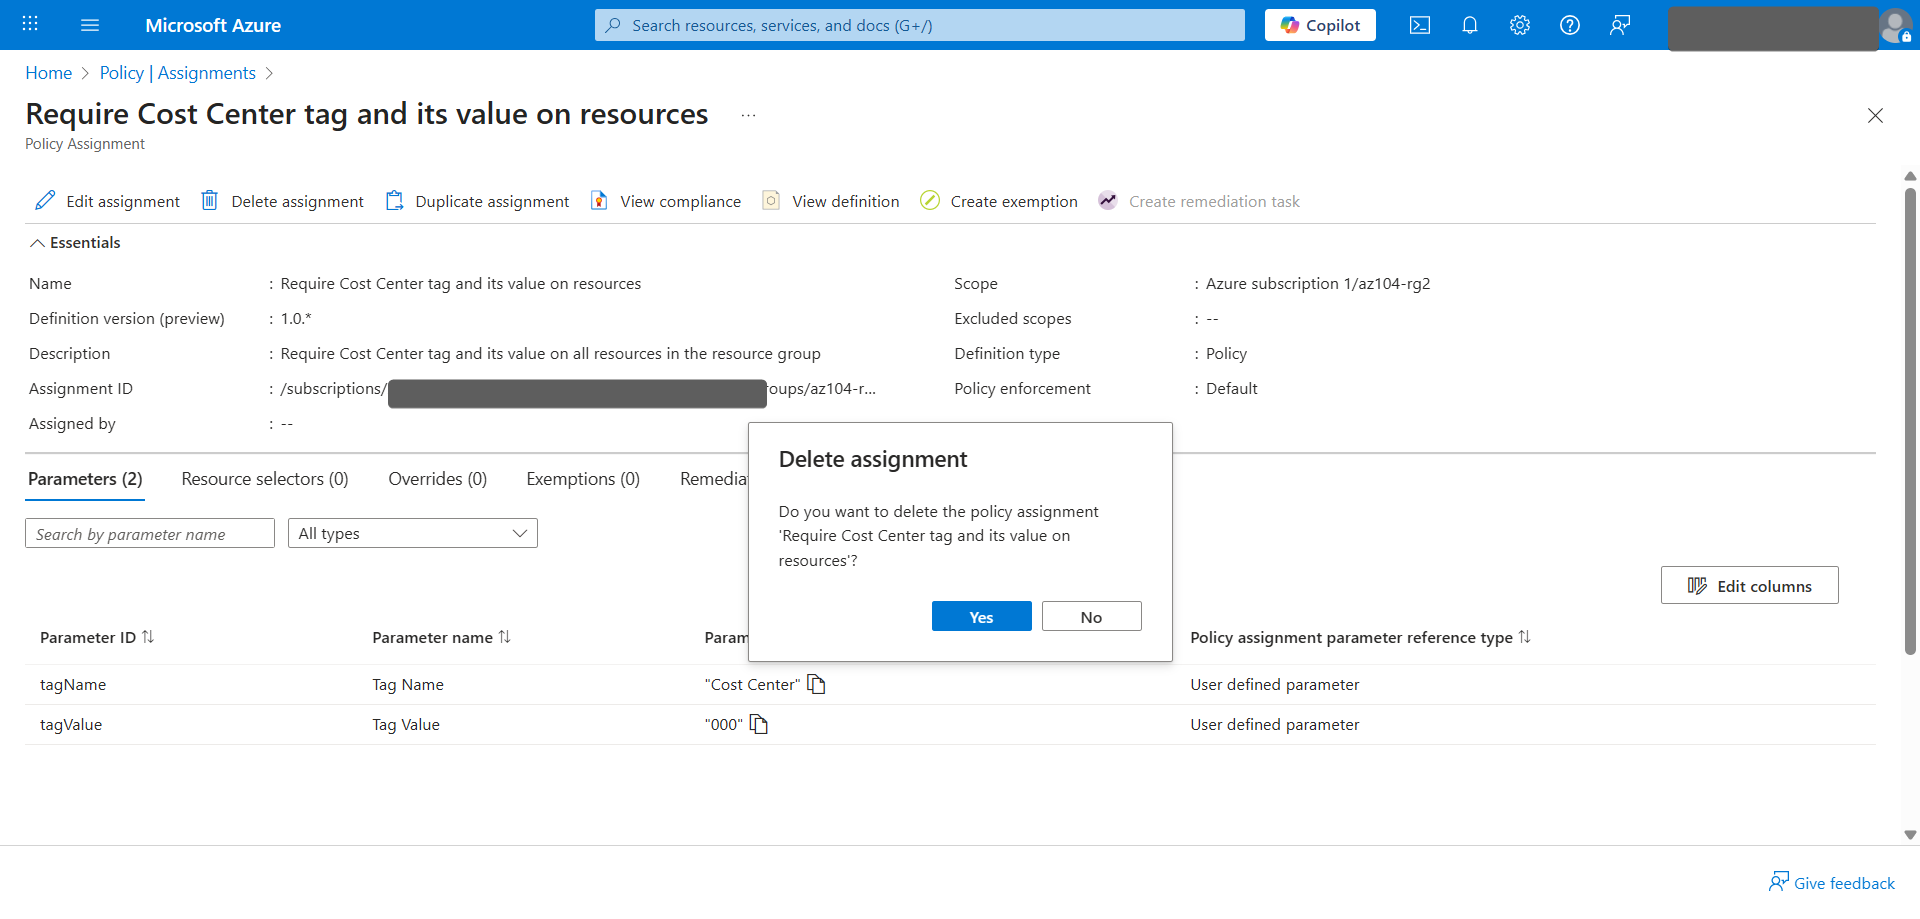 Microsoft Azure
Search resources, services, and docs (G+/)
Copilot
Home > Policy | Assignments >
Require Cost Center tag and its value on resources ...
Policy Assignment
Edit assignment
Delete assignment
Duplicate assignment
View compliance
View definition
Create exemption
Create remediation task
Essentials
Name : Require Cost Center tag and its value on resources
Scope : Azure subscription 1/az104-rg2
Definition version (preview) : 1.0.*
Excluded scopes : --
Description : Require Cost Center tag and its value on all resources in the resource group
Definition type : Policy
Assignment ID : /subscriptions/ oups/az104-r...
Policy enforcement : Default
Assigned by : --
Parameters (2)
Resource selectors (0)
Overrides (0)
Exemptions (0)
Remedia
Delete assignment
Do you want to delete the policy assignment
'Require Cost Center tag and its value on
resources'?
Yes
No
Search by parameter name
All types
Edit columns
Parameter ID
Parameter name
Param
Policy assignment parameter reference type
tagName
Tag Name
"Cost Center"
User defined parameter
tagValue
Tag Value
"000"
User defined parameter
Give feedback